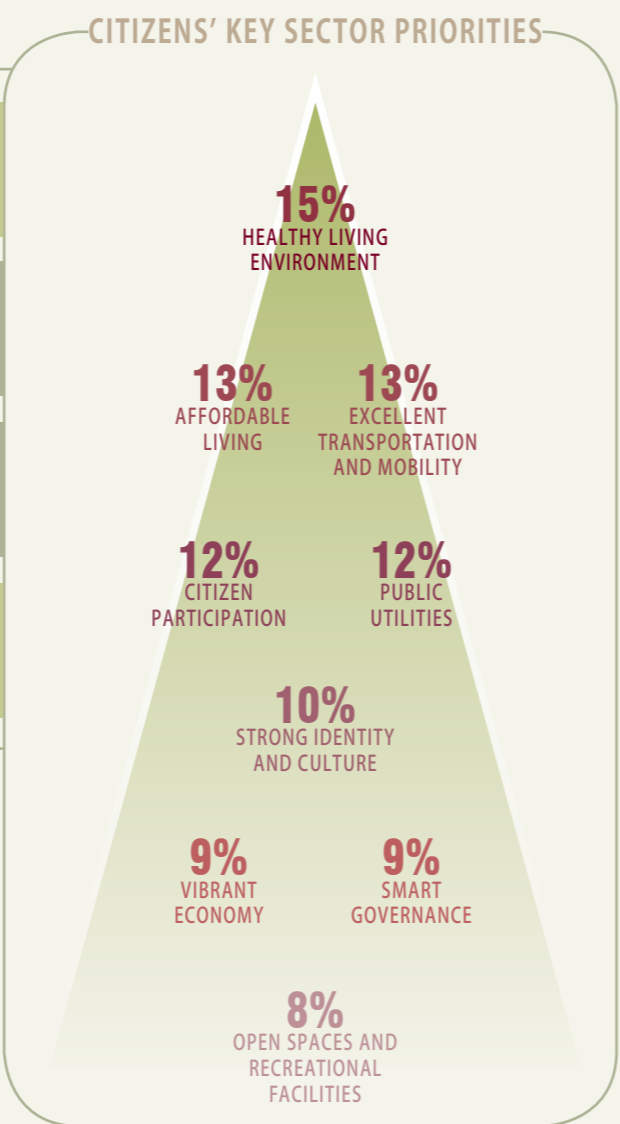 CITIZENS’ KEY SECTOR PRIORITIES
15%
HEALTHY LIVING
ENVIRONMENT
13%
AFFORDABLE
LIVING
13%
EXCELLENT
TRANSPORTATION
AND MOBILITY
12%
CITIZEN
PARTICIPATION
12%
PUBLIC
UTILITIES
10%
STRONG IDENTITY
AND CULTURE
9%
VIBRANT
ECONOMY
9%
SMART
GOVERNANCE
8%
OPEN SPACES AND
RECREATIONAL
FACILITIES